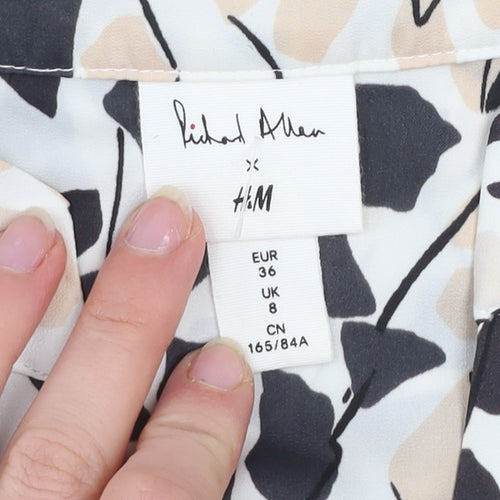 Richard Allan
x
H&M
EUR
36
UK
8
CN
165/84A